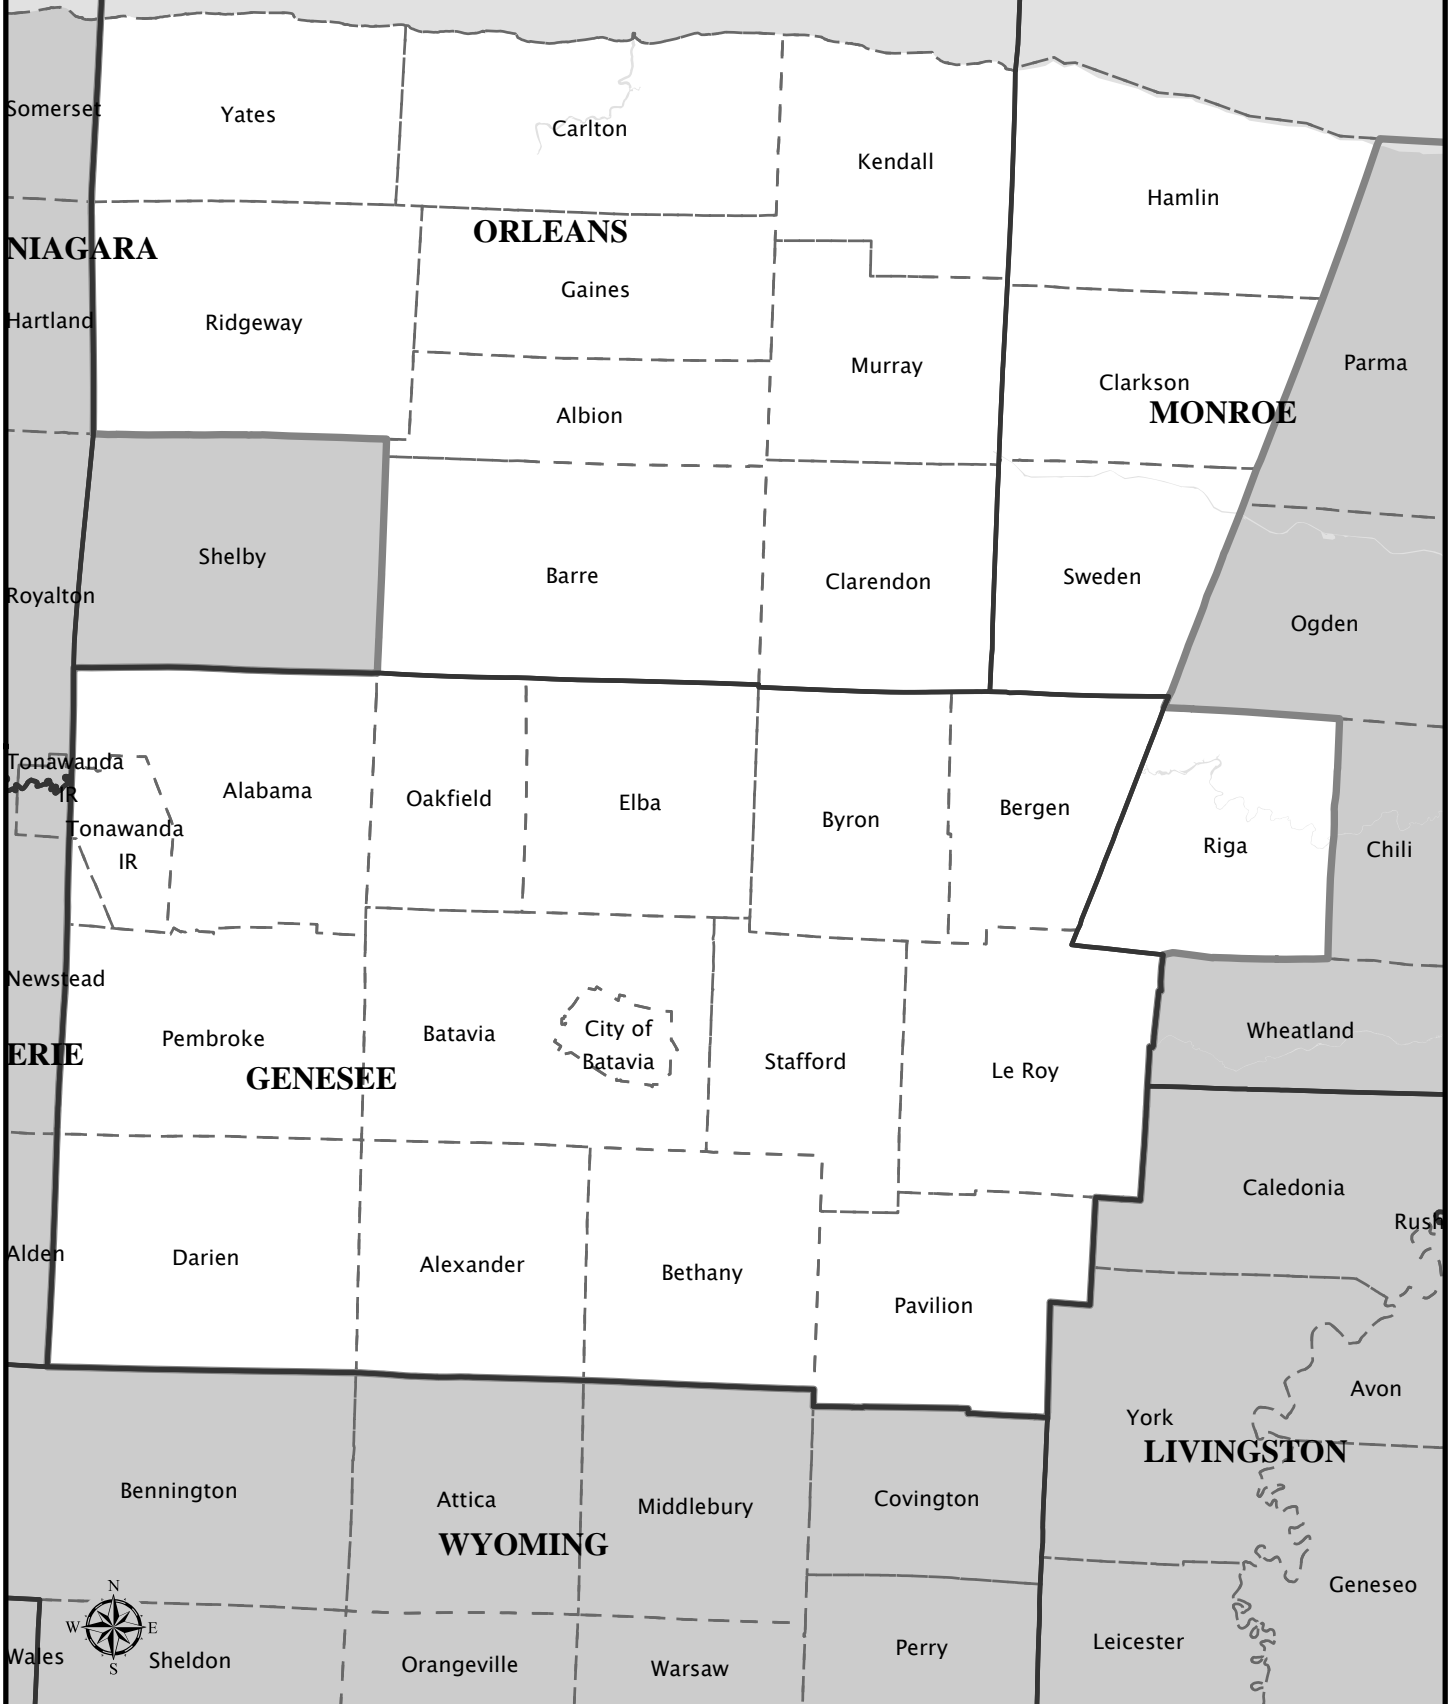 Somerset
Yates
Carlton
Kendall
Hamlin
NIAGARA
ORLEANS
Gaines
Hartland
Ridgeway
Murray
Parma
Clarkson
MONROE
Albion
Shelby
Barre
Clarendon
Sweden
Royalton
Ogden
Tonawanda
IR
Tonawanda
IR
Alabama
Oakfield
Elba
Byron
Bergen
Riga
Chili
Newstead
Pembroke
Batavia
City of
Batavia
Stafford
Le Roy
Wheatland
ERIE
GENESEE
Caledonia
Rush
Alden
Darien
Alexander
Bethany
Pavilion
Avon
York
LIVINGSTON
Bennington
Attica
Middlebury
Covington
WYOMING
Geneseo
N
W
E
S
Wales
Sheldon
Orangeville
Warsaw
Perry
Leicester